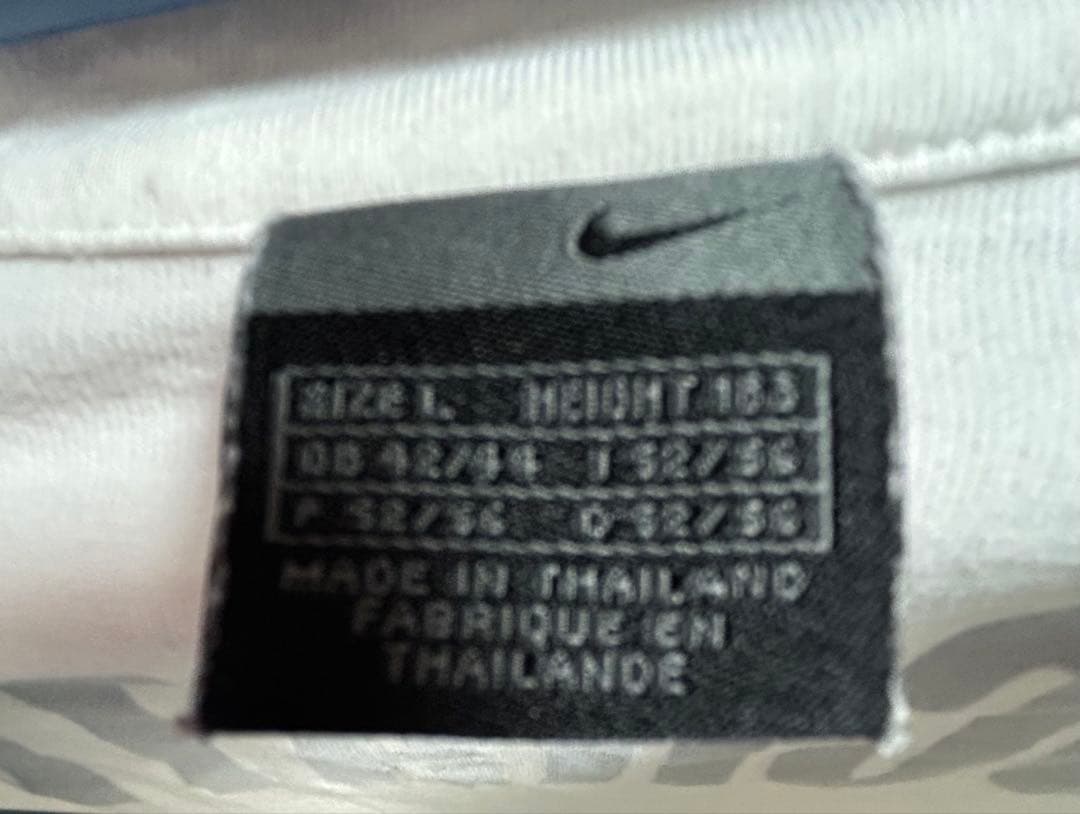 SIZE L HEIGHT 183
GB 42/44 I 52/56
F 52/56 D 52/56
MADE IN THAILAND
FABRIQUE EN
THAILANDE